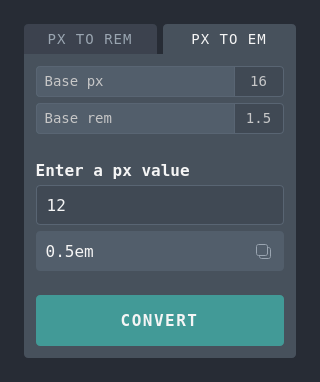 PX TO REM
PX TO EM
Base px 16
Base rem 1.5
Enter a px value
12
0.5em
CONVERT